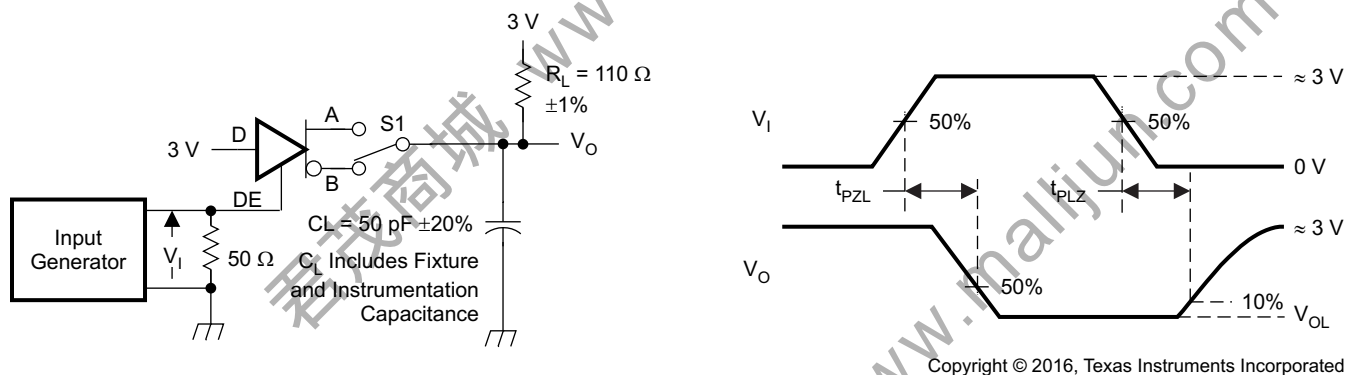 3 V
R_L = 110 Ω
±1%
A
S1
V_O
3 V
D
B
DE
Input
Generator
V_I
50 Ω
CL = 50 pF ±20%
C_L Includes Fixture
and Instrumentation
Capacitance
≈ 3 V
V_I
50%
50%
0 V
t_PZL
t_PLZ
≈ 3 V
V_O
50%
10%
V_OL
Copyright © 2016, Texas Instruments Incorporated
君茂商城 ww
www.mallijun.com